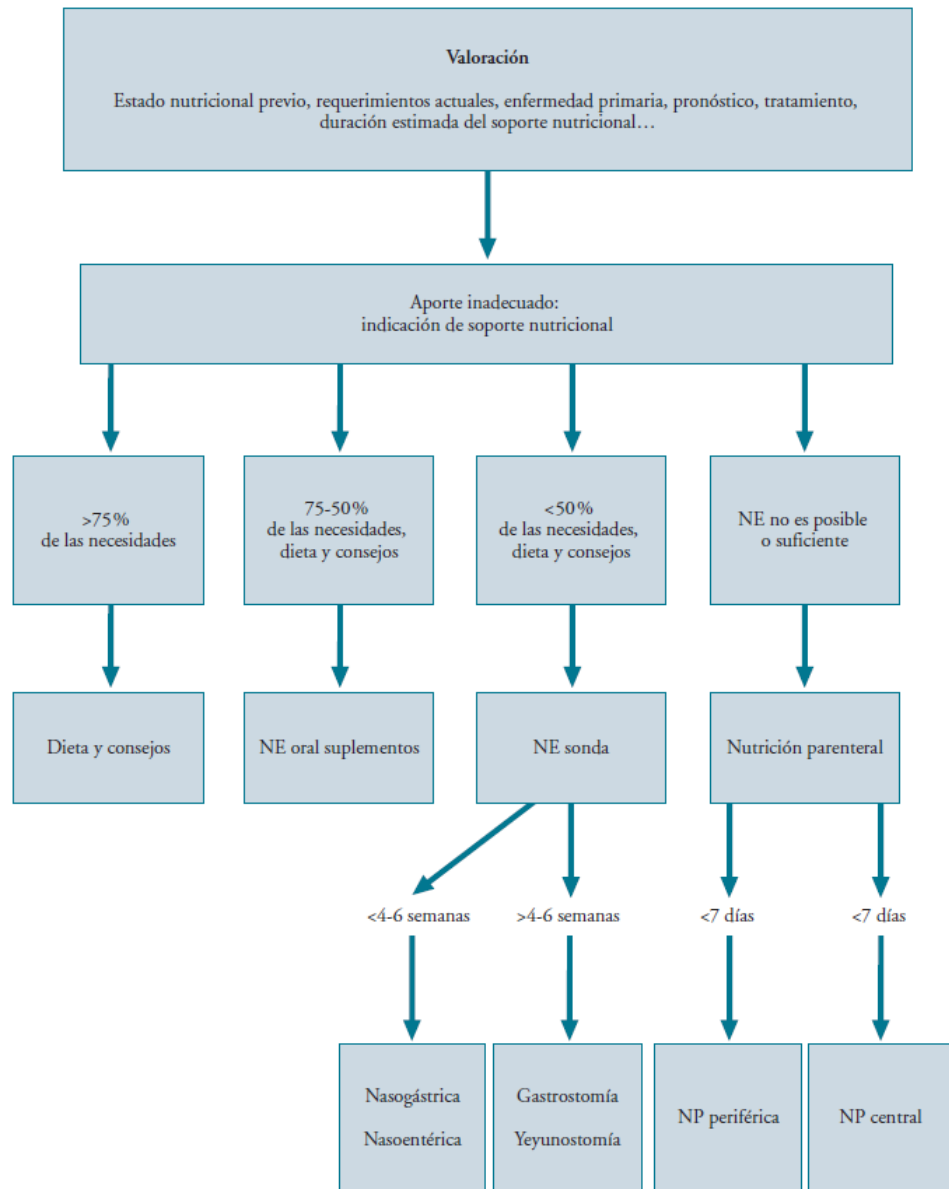 Valoración
Estado nutricional previo, requerimientos actuales, enfermedad primaria, pronóstico, tratamiento,
duración estimada del soporte nutricional…
Aporte inadecuado:
indicación de soporte nutricional
>75%
de las necesidades
75-50%
de las necesidades,
dieta y consejos
<50%
de las necesidades,
dieta y consejos
NE no es posible
o suficiente
Dieta y consejos
NE oral suplementos
NE sonda
Nutrición parenteral
<4-6 semanas
>4-6 semanas
<7 días
<7 días
Nasogástrica
Nasoentérica
Gastrostomía
Yeyunostomía
NP periférica
NP central